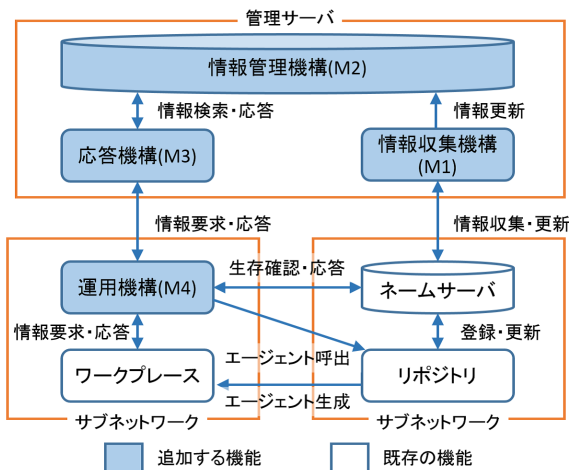 管理サーバ
情報管理機構(M2)
情報検索・応答
情報更新
応答機構(M3)
情報収集機構
(M1)
情報要求・応答
情報収集・更新
運用機構(M4)
生存確認・応答
ネームサーバ
情報要求・応答
登録・更新
エージェント呼出
ワークプレース
リポジトリ
エージェント生成
サブネットワーク
サブネットワーク
追加する機能
既存の機能